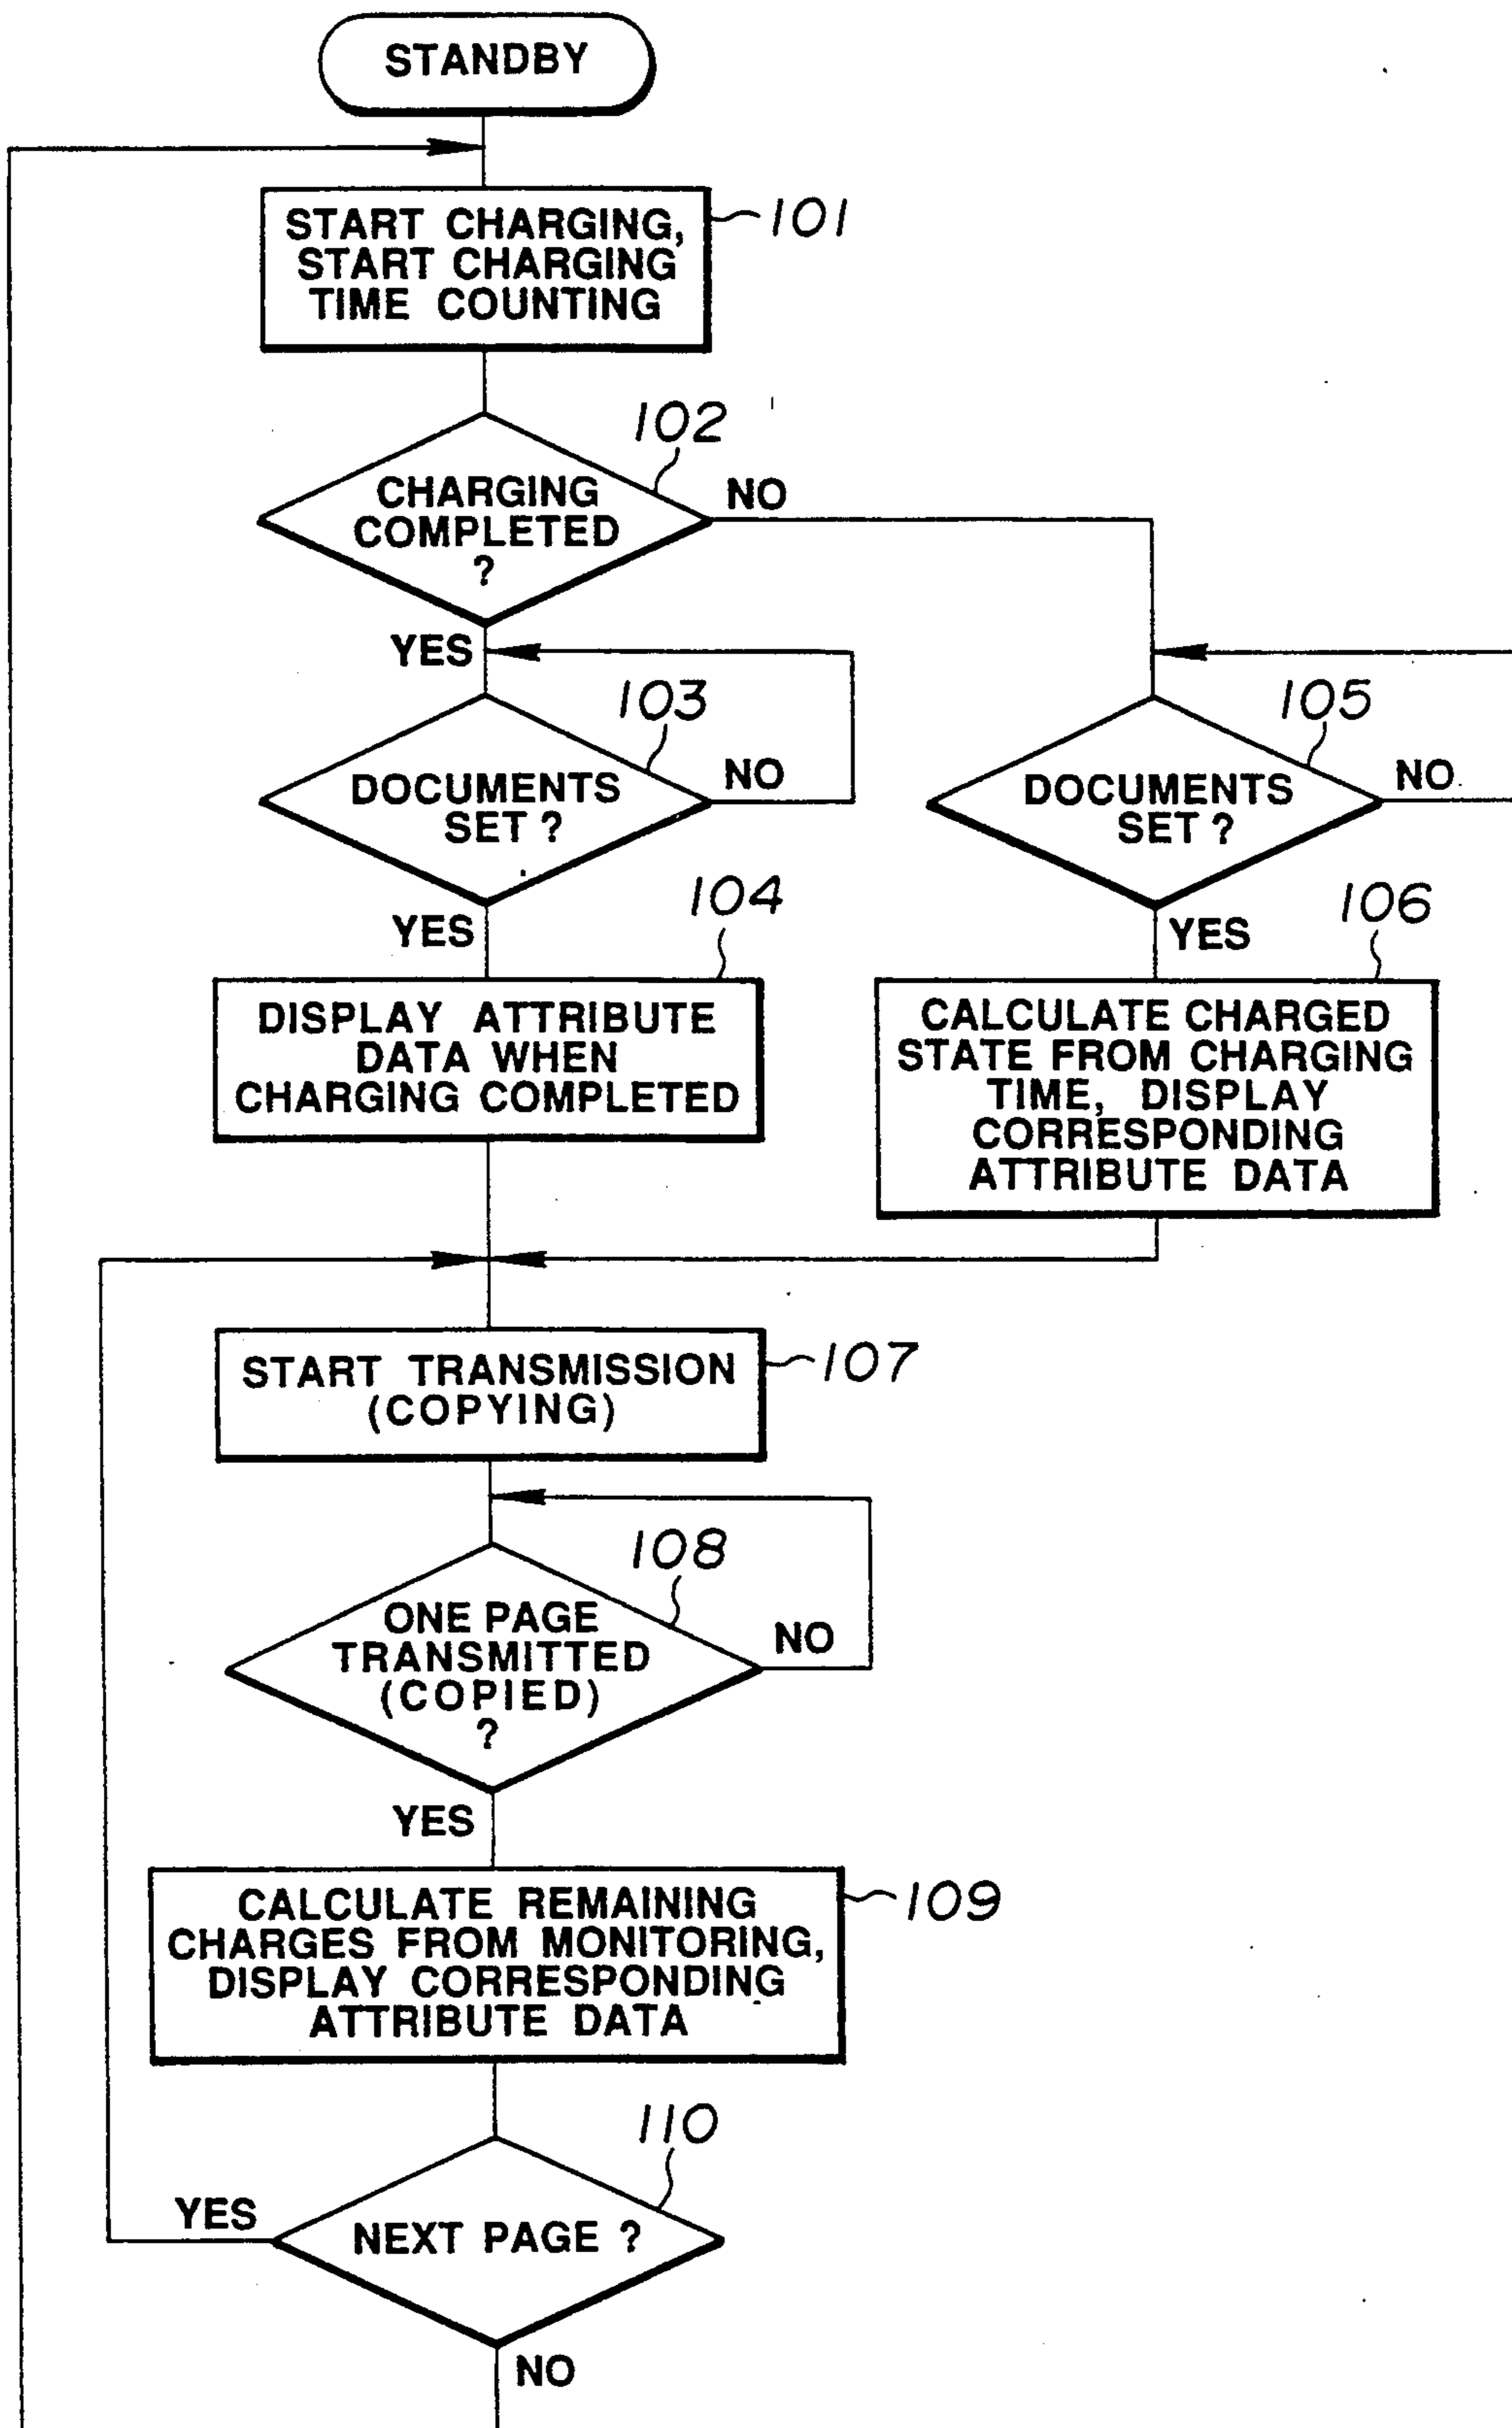 STANDBY
START CHARGING,
START CHARGING
TIME COUNTING
101
102
CHARGING
COMPLETED
?
NO
YES
103
DOCUMENTS
SET ?
NO
YES
105
DOCUMENTS
SET ?
NO
YES
104
DISPLAY ATTRIBUTE
DATA WHEN
CHARGING COMPLETED
106
CALCULATE CHARGED
STATE FROM CHARGING
TIME, DISPLAY
CORRESPONDING
ATTRIBUTE DATA
START TRANSMISSION
(COPYING)
107
108
ONE PAGE
TRANSMITTED
(COPIED)
?
NO
YES
CALCULATE REMAINING
CHARGES FROM MONITORING,
DISPLAY CORRESPONDING
ATTRIBUTE DATA
109
110
YES
NEXT PAGE ?
NO